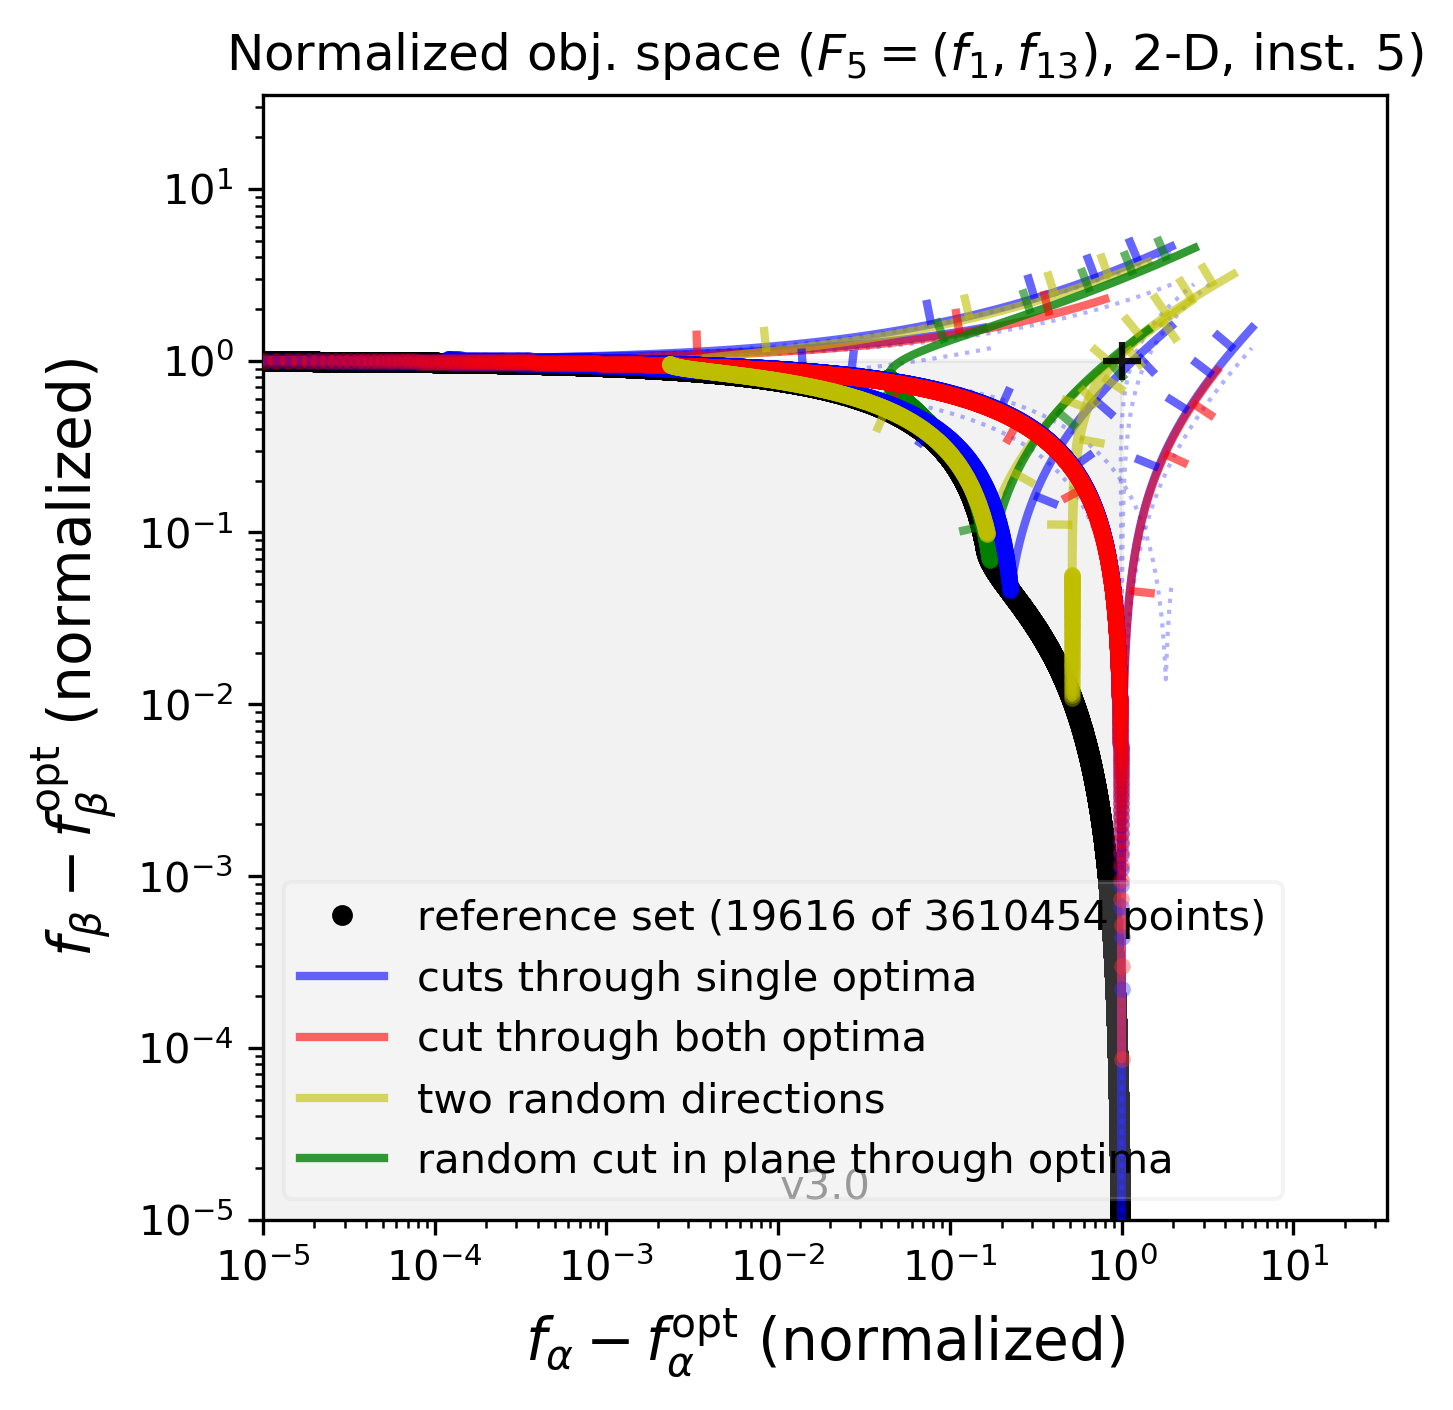 Normalized obj. space (F₅ = (f₁, f₁₃), 2-D, inst. 5)
10¹
10⁰
10⁻¹
10⁻²
10⁻³
10⁻⁴
10⁻⁵
f_β − f_β^opt (normalized)
reference set (19616 of 3610454 points)
cuts through single optima
cut through both optima
two random directions
random cut in plane through optima
v3.0
10⁻⁵ 10⁻⁴ 10⁻³ 10⁻² 10⁻¹ 10⁰ 10¹
f_α − f_α^opt (normalized)